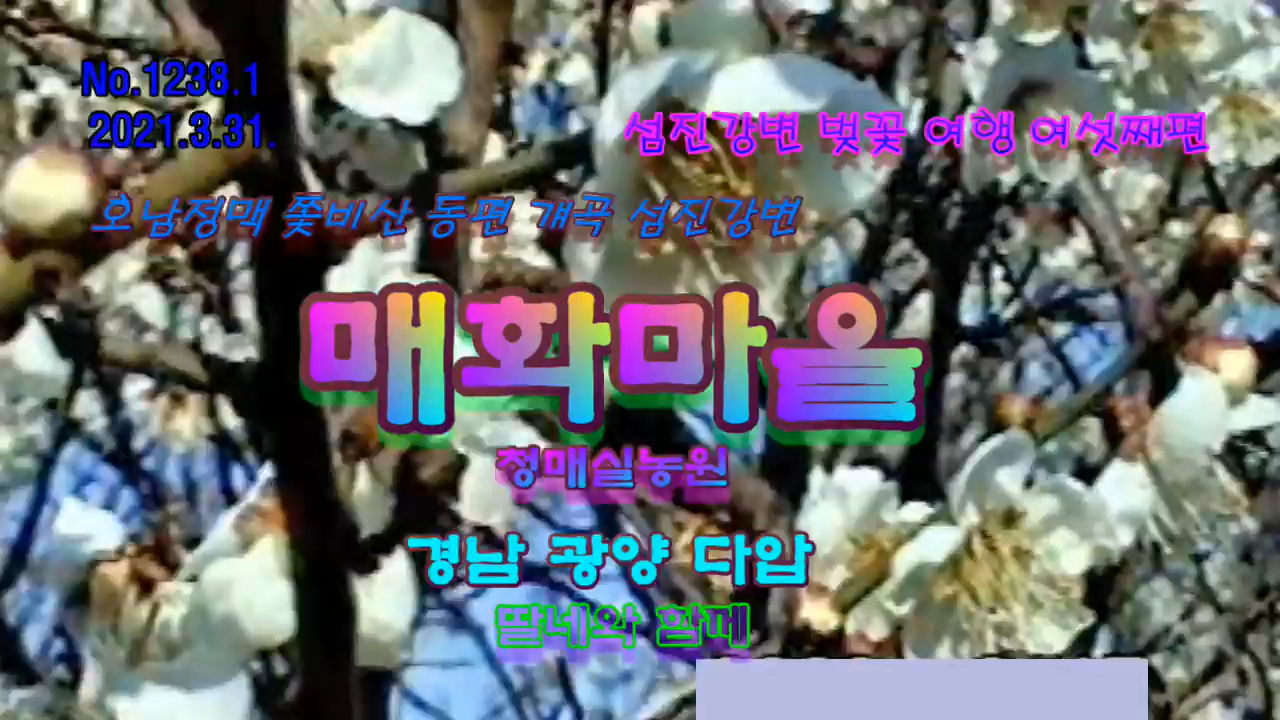 No.1238.1
2021.3.31.
섬진강변 벚꽃 여행 여섯째편
호남정맥 쫓비산 동편 개곡 섬진강변
매화마을
청매실농원
경남 광양 다압
딸네와 함께